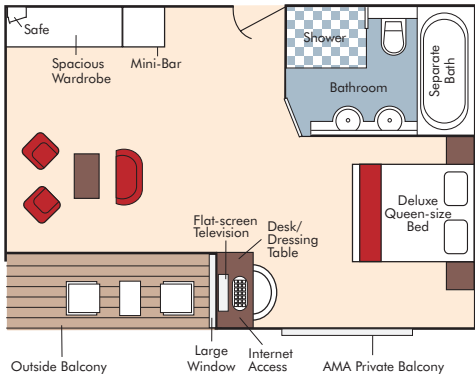 Safe
Spacious
Wardrobe
Mini-Bar
Shower
Separate
Bath
Bathroom
Deluxe
Queen-size
Bed
Flat-screen
Television
Desk/
Dressing
Table
Outside Balcony
Large
Window
Internet
Access
AMA Private Balcony